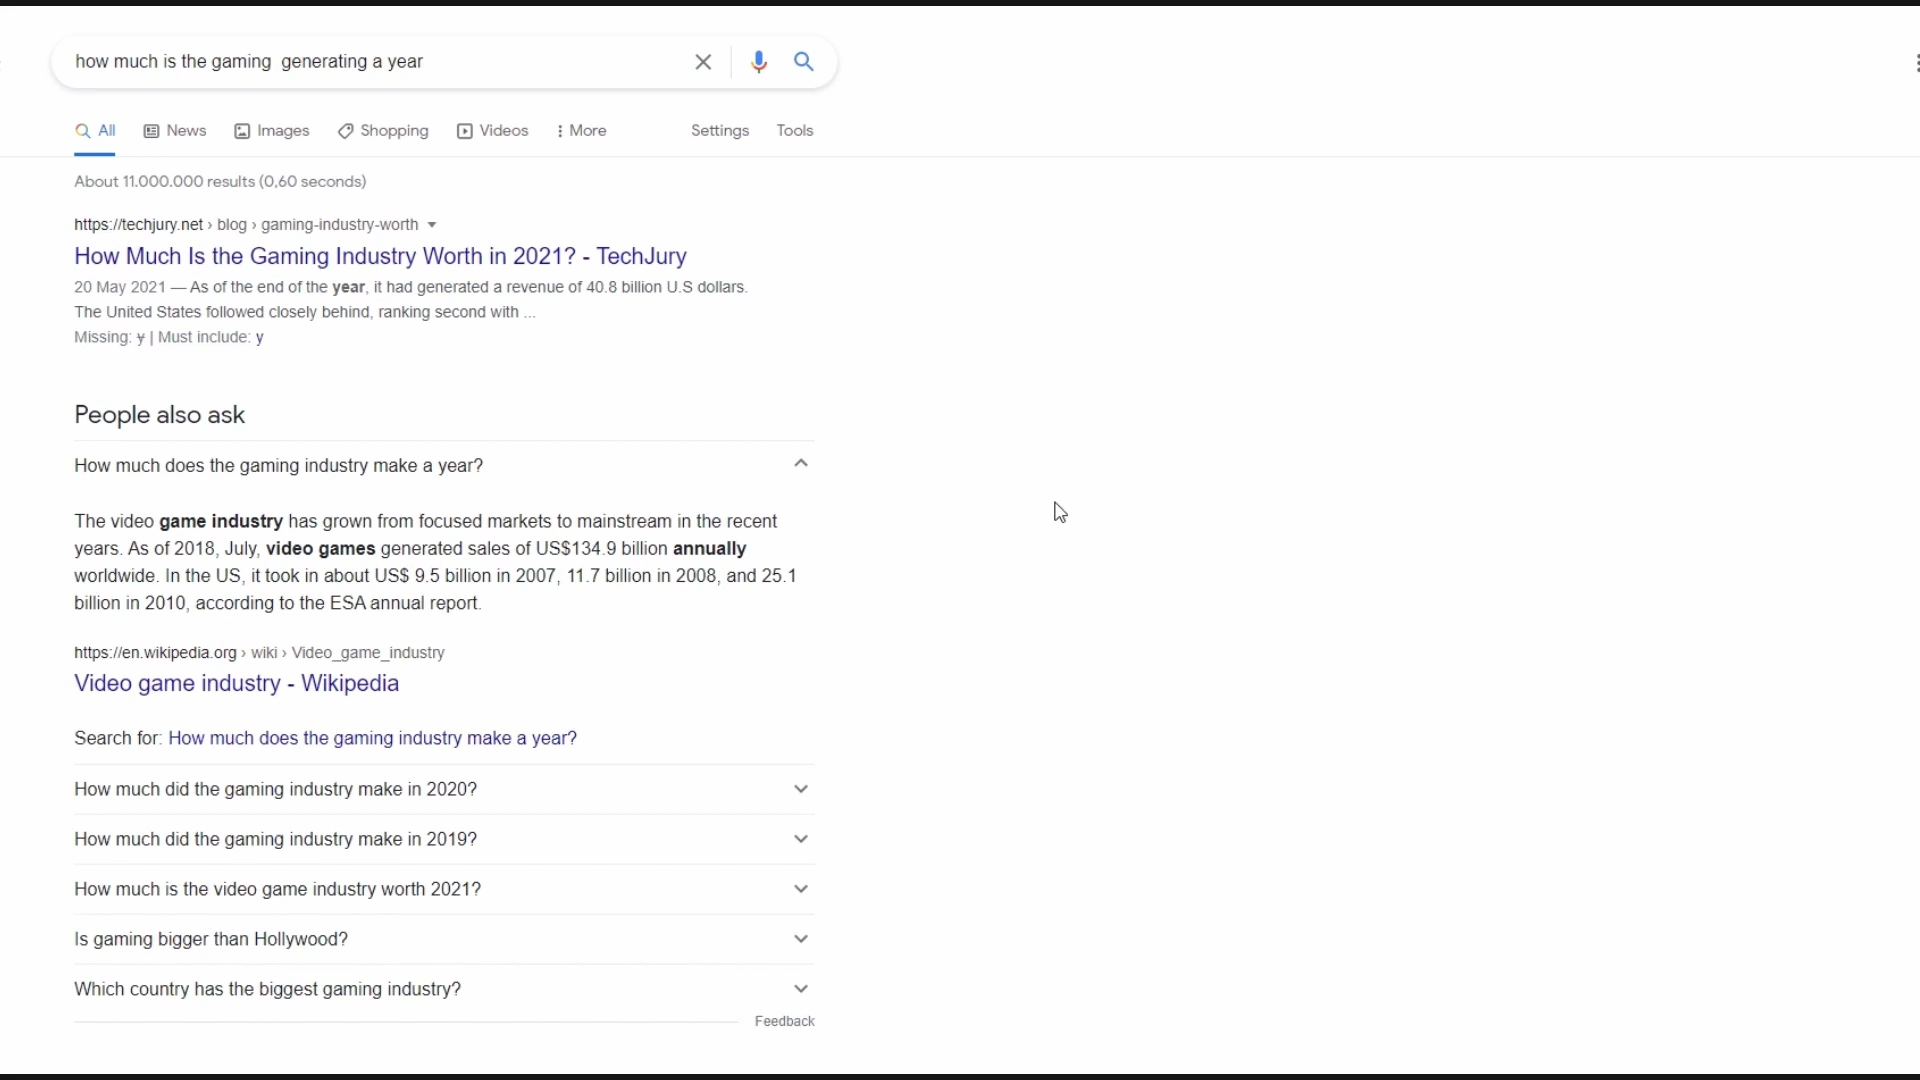 how much is the gaming  generating a year
All News Images Shopping Videos More Settings Tools
About 11.000.000 results (0,60 seconds)
https://techjury.net › blog › gaming-industry-worth
How Much Is the Gaming Industry Worth in 2021? - TechJury
20 May 2021 — As of the end of the year, it had generated a revenue of 40.8 billion U.S dollars.
The United States followed closely behind, ranking second with ...
Missing: y | Must include: y
People also ask
How much does the gaming industry make a year?
The video game industry has grown from focused markets to mainstream in the recent
years. As of 2018, July, video games generated sales of US$134.9 billion annually
worldwide. In the US, it took in about US$ 9.5 billion in 2007, 11.7 billion in 2008, and 25.1
billion in 2010, according to the ESA annual report.
https://en.wikipedia.org › wiki › Video_game_industry
Video game industry - Wikipedia
Search for: How much does the gaming industry make a year?
How much did the gaming industry make in 2020?
How much did the gaming industry make in 2019?
How much is the video game industry worth 2021?
Is gaming bigger than Hollywood?
Which country has the biggest gaming industry?
Feedback